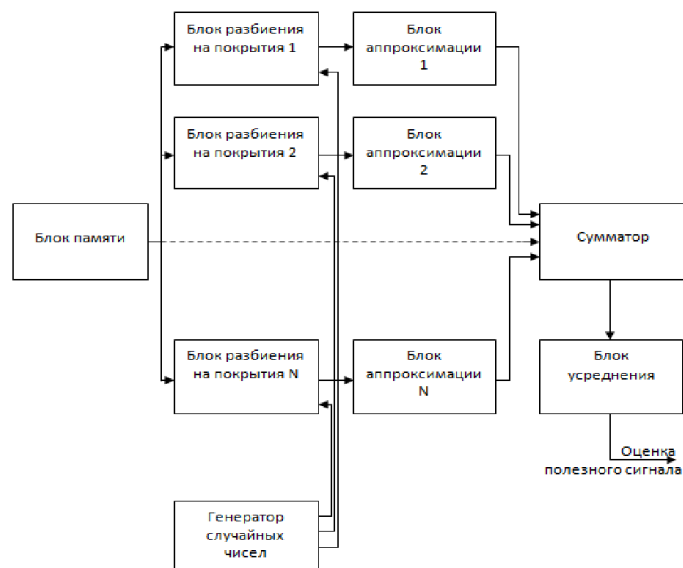 Блок разбиения
на покрытия 1
Блок
аппроксимации
1
Блок разбиения
на покрытия 2
Блок
аппроксимации
2
Блок памяти
Сумматор
Блок разбиения
на покрытия N
Блок
аппроксимации
N
Блок
усреднения
Оценка
полезного сигнала
Генератор
случайных
чисел